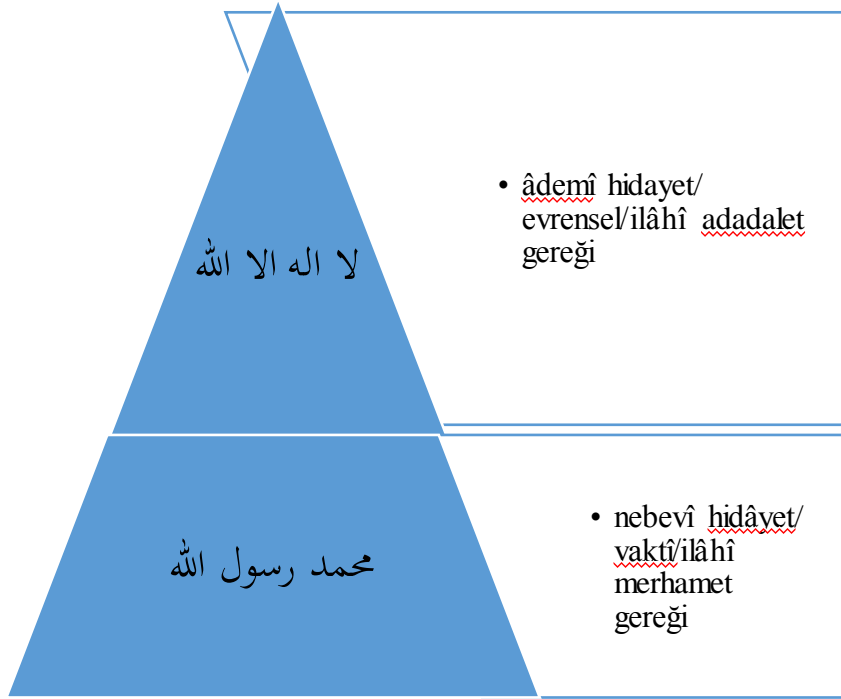 لا اله الا الله
• âdemî hidayet/
evrensel/ilâhî adadalet
gereği
محمد رسول الله
• nebevî hidâyet/
vaktî/ilâhî
merhamet
gereği